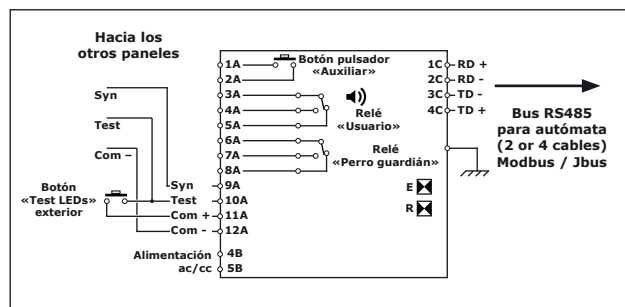 Hacia los
otros paneles
Syn
Test
Com –
Botón
«Test LEDs»
exterior
Syn
Test
Com +
Com -
Alimentación
ac/cc
1A
2A
3A
4A
5A
6A
7A
8A
9A
10A
11A
12A
4B
5B
Botón pulsador
«Auxiliar»
Relé
«Usuario»
Relé
«Perro guardián»
E
R
1C RD +
2C RD -
3C TD -
4C TD +
Bus RS485
para autómata
(2 or 4 cables)
Modbus / Jbus